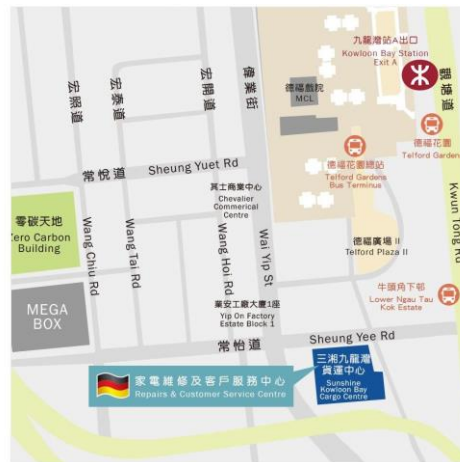 九龍灣站A出口
Kowloon Bay Station
Exit A
宏照道
宏泰道
宏開道
偉業街
觀塘道
德福戲院
MCL
德福花園
Telford Garden
德福花園總站
Telford Gardens
Bus Terminus
常悅道
Sheung Yuet Rd
其士商業中心
Chevalier
Commerical
Centre
零碳天地
Zero Carbon
Building
Wang Chiu Rd
Wang Tai Rd
Wang Hoi Rd
Wai Yip St
Kwun Tong Rd
德福廣場 II
Telford Plaza II
牛頭角下邨
Lower Ngau Tau
Kok Estate
MEGA
BOX
業安工廠大廈1座
Yip On Factory
Estate Block 1
常怡道
Sheung Yee Rd
三湘九龍灣
貨運中心
Sunshine
Kowloon Bay
Cargo Centre
家電維修及客戶服務中心
Repairs & Customer Service Centre